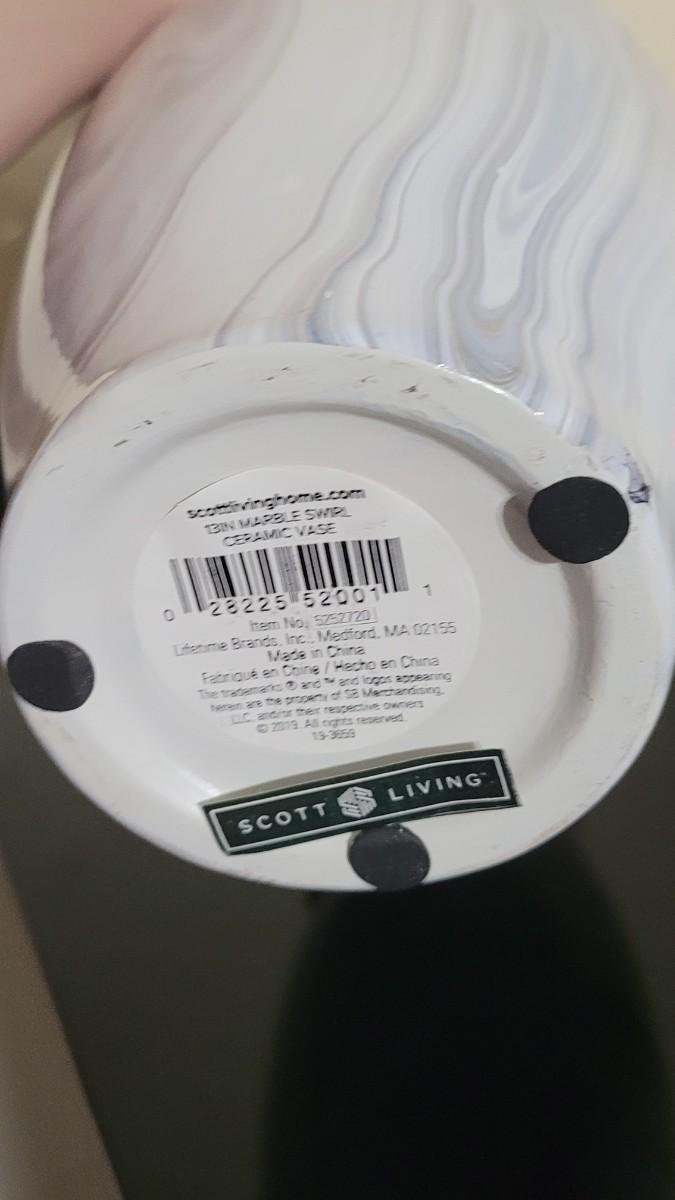 scottlivinghome.com
13IN MARBLE SWIRL
CERAMIC VASE
0 28225 52001 1
Item No. 5252720
Lifetime Brands, Inc., Medford, MA 02155
Made in China
Fabriqué en Chine / Hecho en China
The trademarks ® and ™ and logos appearing
herein are the property of SB Merchandising,
LLC, and/or their respective owners
© 2019. All rights reserved.
19-3659
SCOTT LIVING™